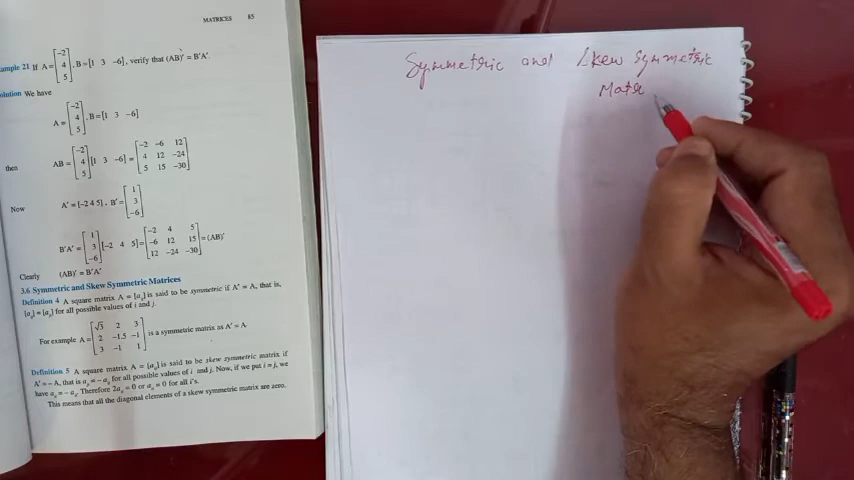 MATRICES 85
ample 21 If A = [-2 4 5], B = [1 3 -6], verify that (AB)' = B'A'.
olution We have
A = [-2 4 5], B = [1 3 -6]
then AB = [-2 4 5] [1 3 -6] = [-2 -6 12 4 12 -24 5 15 -30]
Now A' = [-2 4 5], B' = [1 3 -6]
B'A' = [1 3 -6] [-2 4 5] = [-2 4 5 -6 12 15 12 -24 -30] = (AB)'
Clearly (AB)' = B'A'
3.6 Symmetric and Skew Symmetric Matrices
Definition 4 A square matrix A = [aij] is said to be symmetric if A' = A, that is,
[aij] = [aji] for all possible values of i and j.
For example A = [√3 2 3 2 -1.5 -1 3 -1 1] is a symmetric matrix as A' = A
Definition 5 A square matrix A = [aij] is said to be skew symmetric matrix if
A' = -A, that is aji = -aij for all possible values of i and j. Now, if we put i = j, we
have aii = -aii. Therefore 2aii = 0 or aii = 0 for all i's.
This means that all the diagonal elements of a skew symmetric matrix are zero.
Symmetric and Skew Symmetric
Matri